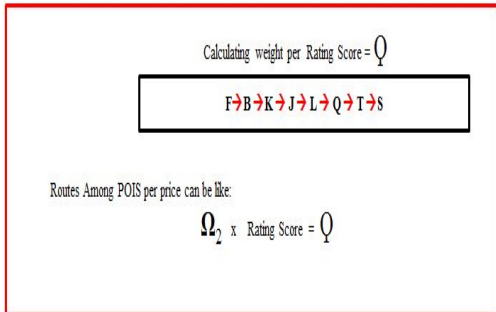 Calculating weight per Rating Score = Q
F→B→K→J→L→Q→T→S
Routes Among POIS per price can be like:
Ω₂ x Rating Score = Q